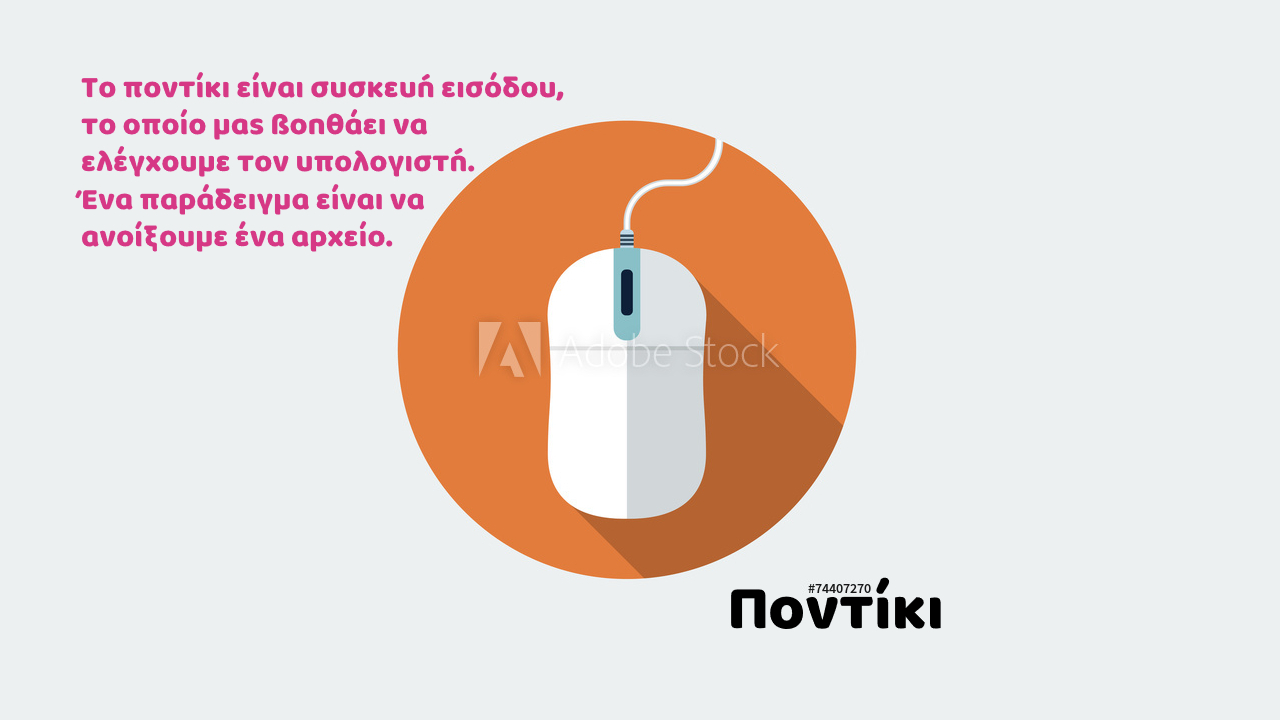 Το ποντίκι είναι συσκευή εισόδου,
το οποίο μας βοηθάει να
ελέγχουμε τον υπολογιστή.
Ένα παράδειγμα είναι να
ανοίξουμε ένα αρχείο.
Adobe Stock
#74407270
Ποντίκι